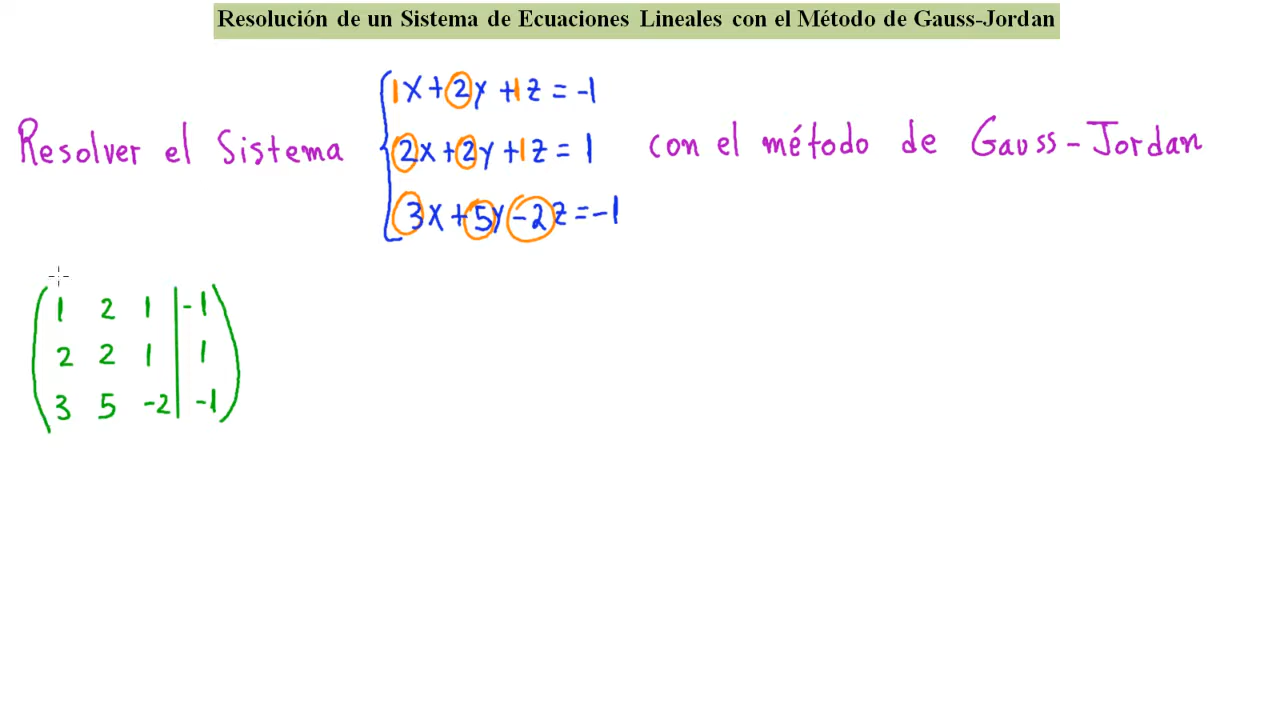 Resolución de un Sistema de Ecuaciones Lineales con el Método de Gauss-Jordan
1x+2y+1z=-1
Resolver el Sistema 2x+2y+1z=1 con el método de Gauss-Jordan
3x+5y-2z=-1
1 2 1 | -1
2 2 1 | 1
3 5 -2 | -1